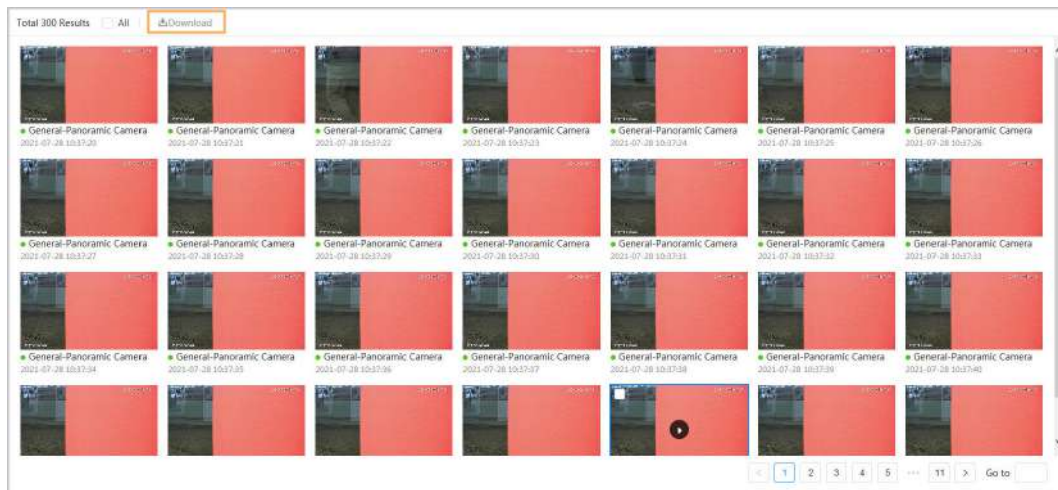 Total 300 Results All Download
General-Panoramic Camera General-Panoramic Camera General-Panoramic Camera General-Panoramic Camera General-Panoramic Camera General-Panoramic Camera General-Panoramic Camera
2021-07-28 10:37:20 2021-07-28 10:37:21 2021-07-28 10:37:22 2021-07-28 10:37:23 2021-07-28 10:37:24 2021-07-28 10:37:25 2021-07-28 10:37:26
General-Panoramic Camera General-Panoramic Camera General-Panoramic Camera General-Panoramic Camera General-Panoramic Camera General-Panoramic Camera General-Panoramic Camera
2021-07-28 10:37:27 2021-07-28 10:37:28 2021-07-28 10:37:29 2021-07-28 10:37:30 2021-07-28 10:37:31 2021-07-28 10:37:32 2021-07-28 10:37:33
General-Panoramic Camera General-Panoramic Camera General-Panoramic Camera General-Panoramic Camera General-Panoramic Camera General-Panoramic Camera General-Panoramic Camera
2021-07-28 10:37:34 2021-07-28 10:37:35 2021-07-28 10:37:36 2021-07-28 10:37:37 2021-07-28 10:37:38 2021-07-28 10:37:39 2021-07-28 10:37:40
< 1 2 3 4 5 ••• 11 > Go to